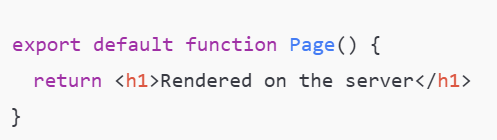 export default function Page() {
  return <h1>Rendered on the server</h1>
}